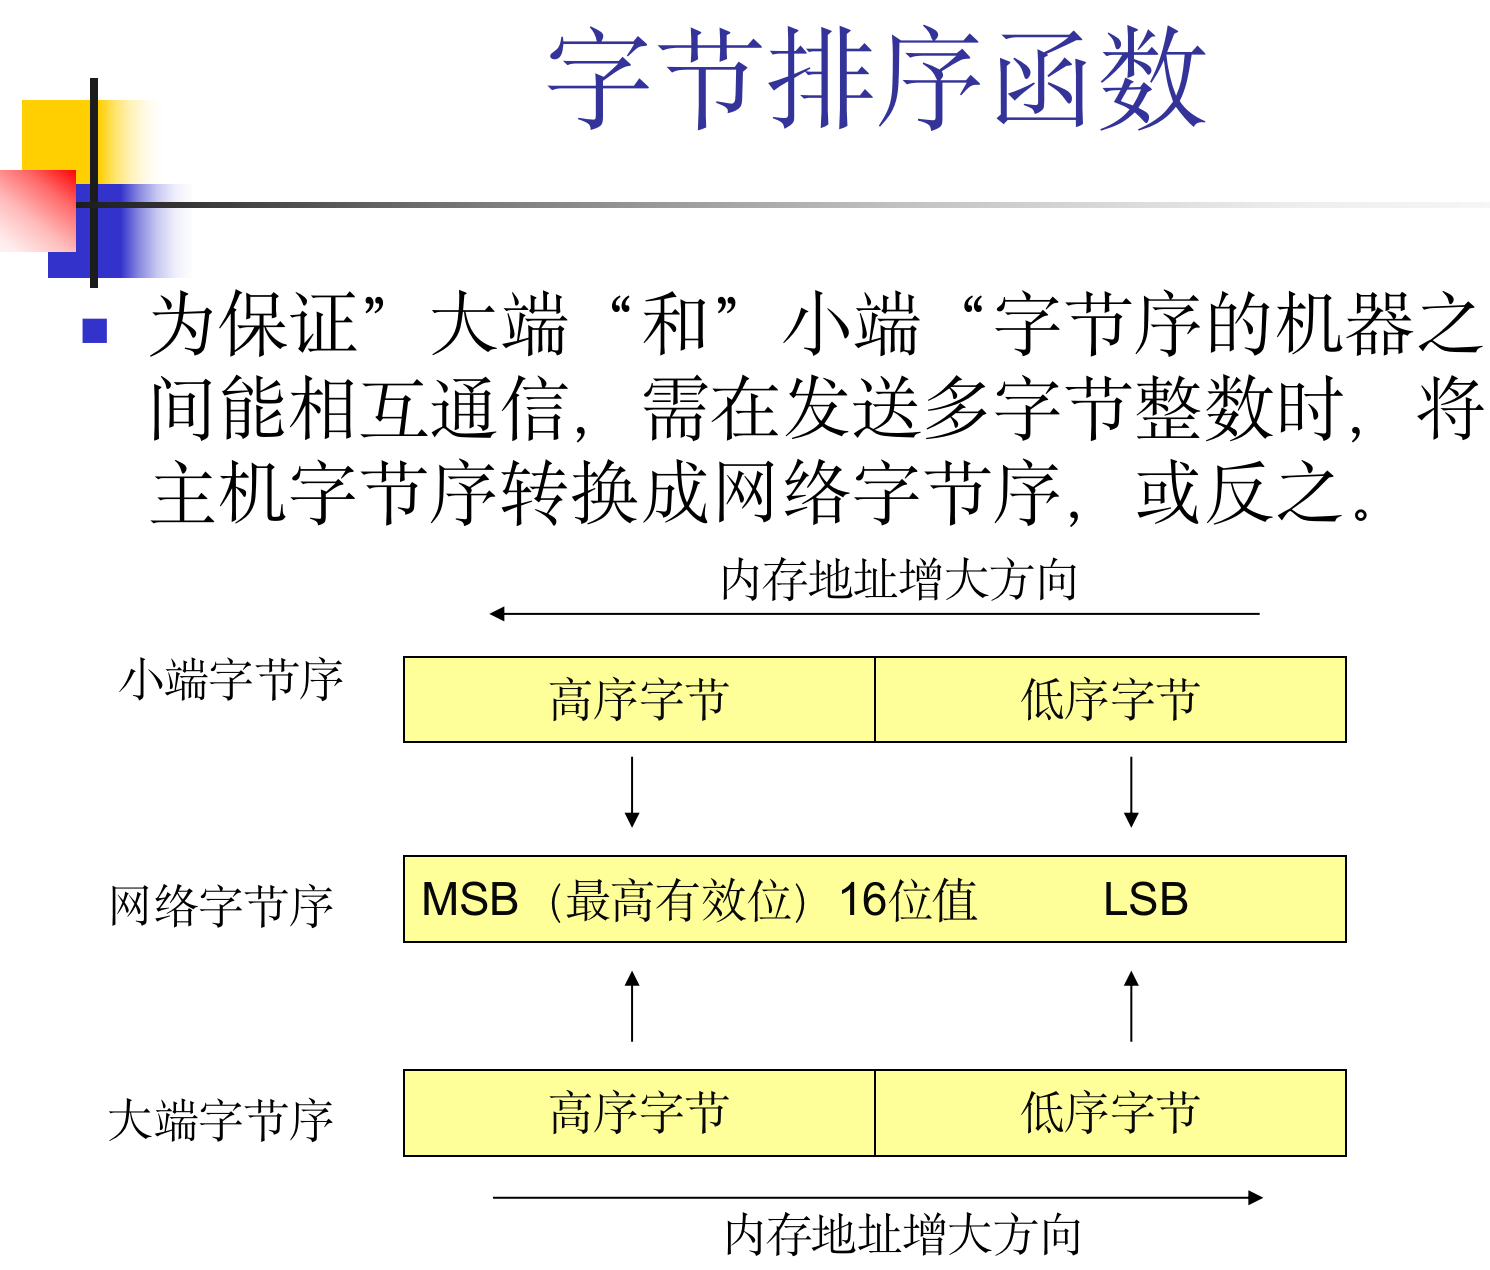 字节排序函数
为保证”大端“和”小端“字节序的机器之
间能相互通信，需在发送多字节整数时，将
主机字节序转换成网络字节序，或反之。
内存地址增大方向
小端字节序
高序字节 低序字节
网络字节序
MSB（最高有效位）16位值 LSB
大端字节序
高序字节 低序字节
内存地址增大方向